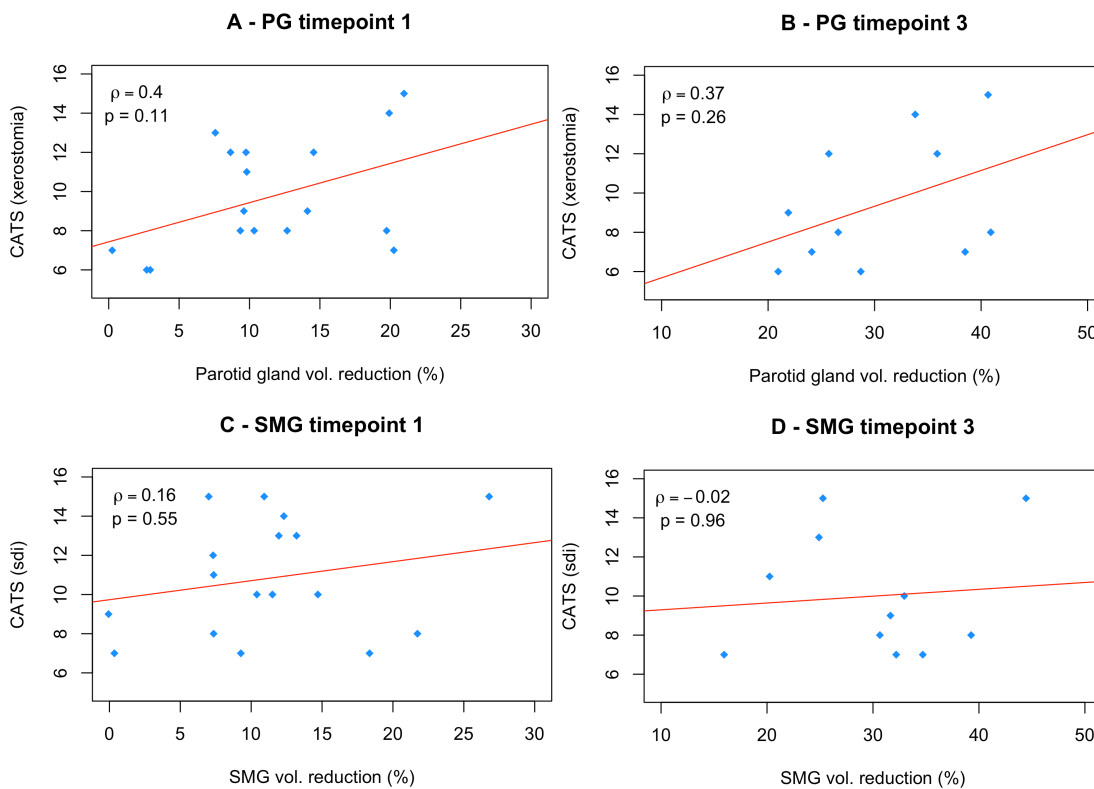 A - PG timepoint 1
ρ = 0.4
p = 0.11
CATS (xerostomia)
16
14
12
10
8
6
0 5 10 15 20 25 30
Parotid gland vol. reduction (%)
B - PG timepoint 3
ρ = 0.37
p = 0.26
CATS (xerostomia)
16
14
12
10
8
6
10 20 30 40 50
Parotid gland vol. reduction (%)
C - SMG timepoint 1
ρ = 0.16
p = 0.55
CATS (sdi)
16
14
12
10
8
6
0 5 10 15 20 25 30
SMG vol. reduction (%)
D - SMG timepoint 3
ρ = −0.02
p = 0.96
CATS (sdi)
16
14
12
10
8
6
10 20 30 40 50
SMG vol. reduction (%)